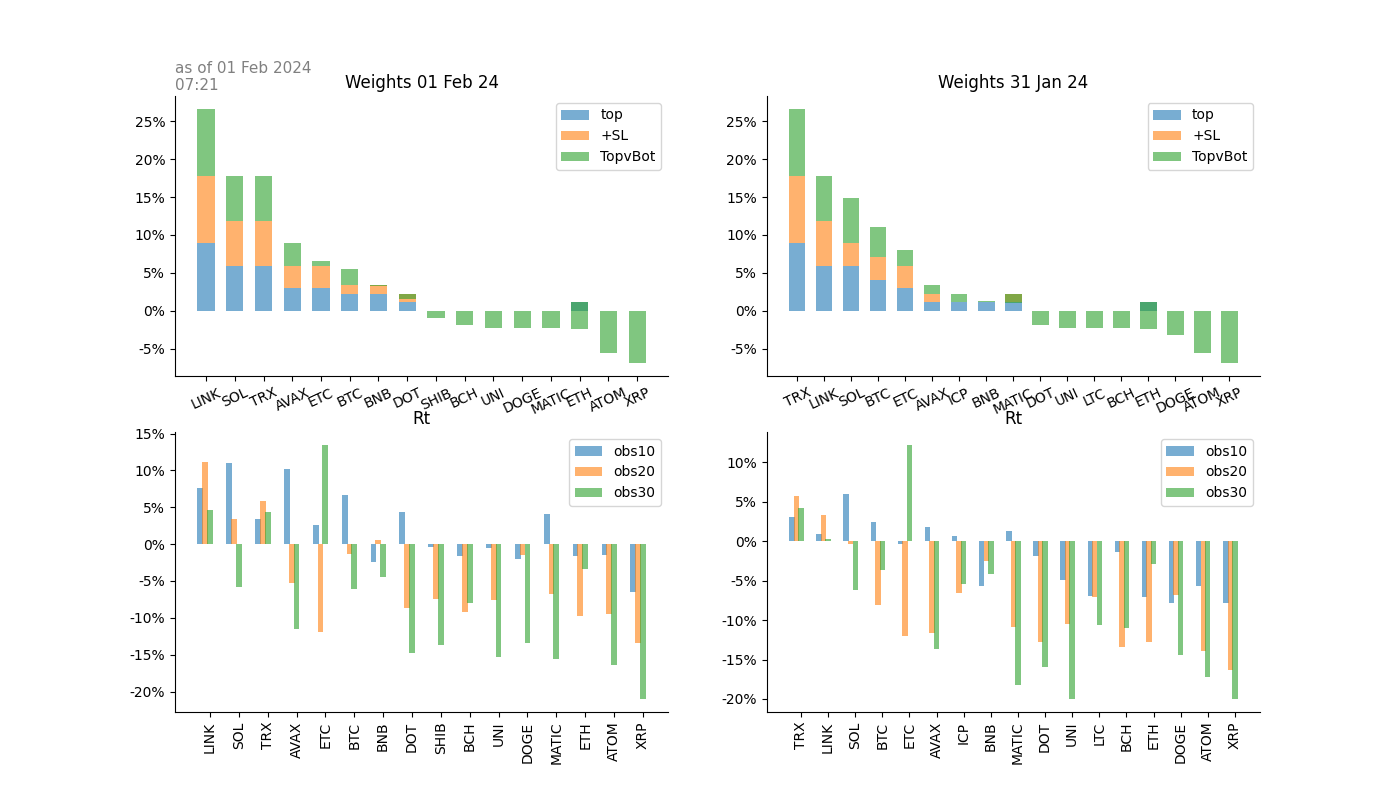 as of 01 Feb 2024
07:21
Weights 01 Feb 24
25%
20%
15%
10%
5%
0%
-5%
top
+SL
TopvBot
LINK SOL TRX AVAX ETC BTC BNB DOT SHIB BCH UNI DOGE MATIC ETH ATOM XRP
Weights 31 Jan 24
25%
20%
15%
10%
5%
0%
-5%
top
+SL
TopvBot
TRX LINK SOL BTC ETC AVAX ICP BNB MATIC DOT UNI LTC BCH ETH DOGE ATOM XRP
Rt
15%
10%
5%
0%
-5%
-10%
-15%
-20%
obs10
obs20
obs30
LINK SOL TRX AVAX ETC BTC BNB DOT SHIB BCH UNI DOGE MATIC ETH ATOM XRP
Rt
10%
5%
0%
-5%
-10%
-15%
-20%
obs10
obs20
obs30
TRX LINK SOL BTC ETC AVAX ICP BNB MATIC DOT UNI LTC BCH ETH DOGE ATOM XRP